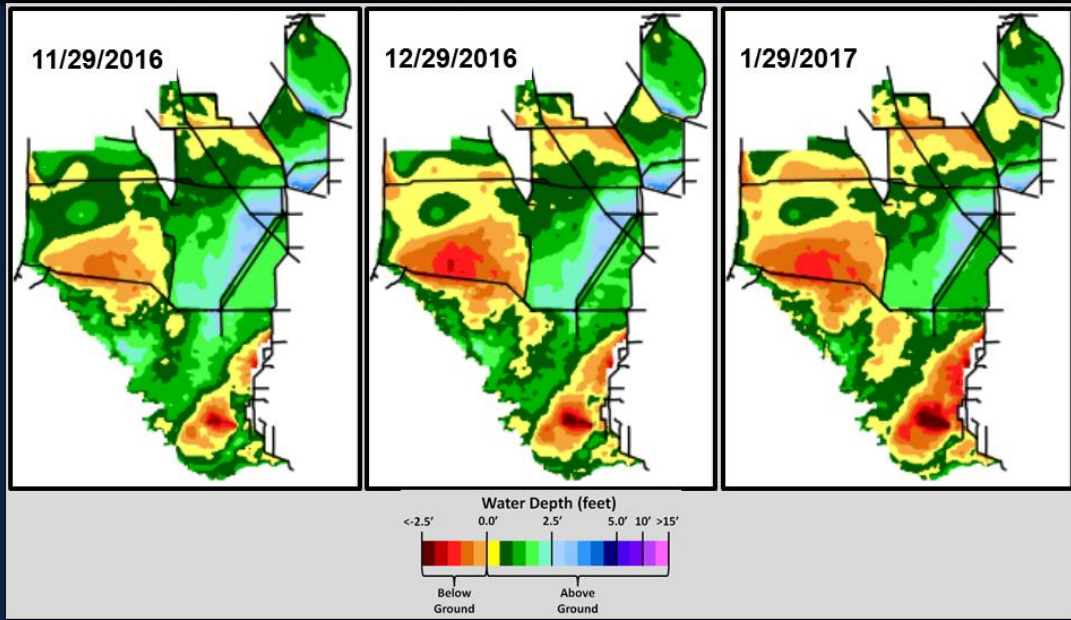 11/29/2016
12/29/2016
1/29/2017
Water Depth (feet)
<-2.5' 0.0' 2.5' 5.0' 10' >15'
Below Above
Ground Ground